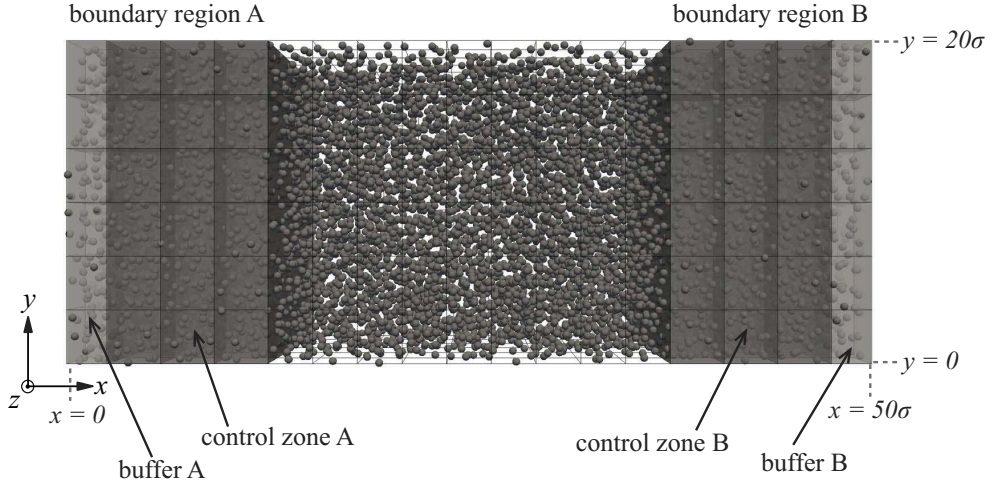 boundary region A
boundary region B
y = 20σ
y
z
x
x = 0
y = 0
x = 50σ
control zone A
control zone B
buffer A
buffer B